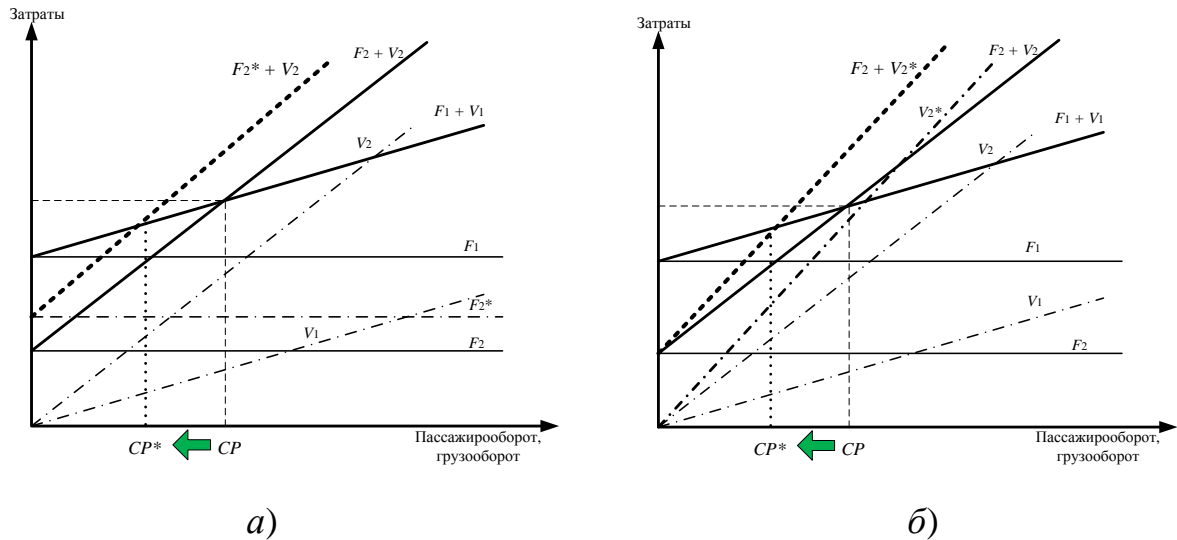 Затраты
F2* + V2
F2 + V2
F1 + V1
V2
F1
F2*
V1
F2
CP*
CP
Пассажирооборот,
грузооборот
а)
Затраты
F2 + V2*
F2 + V2
V2*
F1 + V1
V2
F1
V1
F2
CP*
CP
Пассажирооборот,
грузооборот
б)